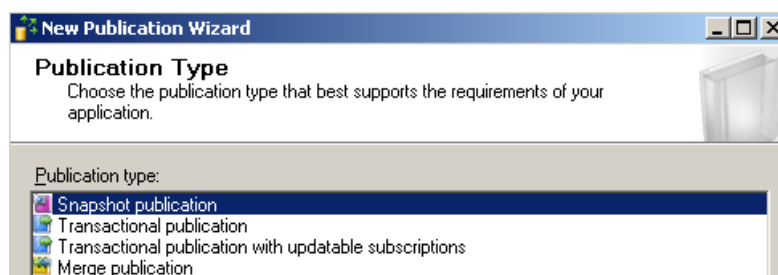 New Publication Wizard
Publication Type
Choose the publication type that best supports the requirements of your
application.
Publication type:
Snapshot publication
Transactional publication
Transactional publication with updatable subscriptions
Merge publication